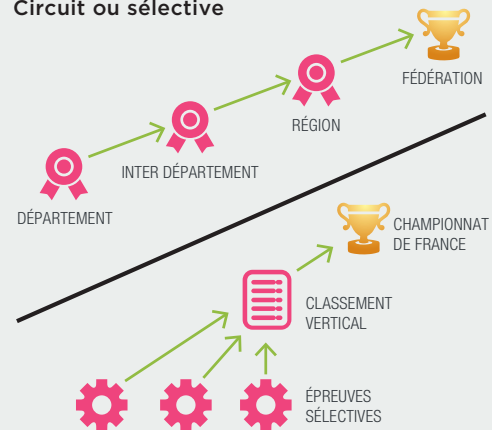 Circuit ou sélective
FÉDÉRATION
RÉGION
INTER DÉPARTEMENT
DÉPARTEMENT
CHAMPIONNAT
DE FRANCE
CLASSEMENT
VERTICAL
ÉPREUVES
SÉLECTIVES